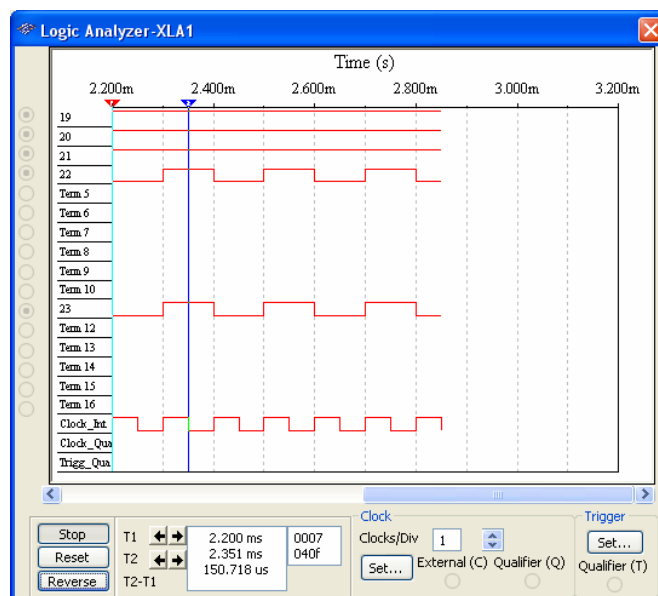 Logic Analyzer-XLA1
Time (s)
2.200m 2.400m 2.600m 2.800m 3.000m 3.200m
19
20
21
22
Term 5
Term 6
Term 7
Term 8
Term 9
Term 10
23
Term 12
Term 13
Term 14
Term 15
Term 16
Clock_Int
Clock_Qua
Trigg_Qua
Stop
Reset
Reverse
T1
T2
T2-T1
2.200 ms
2.351 ms
150.718 us
0007
040f
Clock
Clocks/Div 1
Set... External (C) Qualifier (Q)
Trigger
Set...
Qualifier (T)